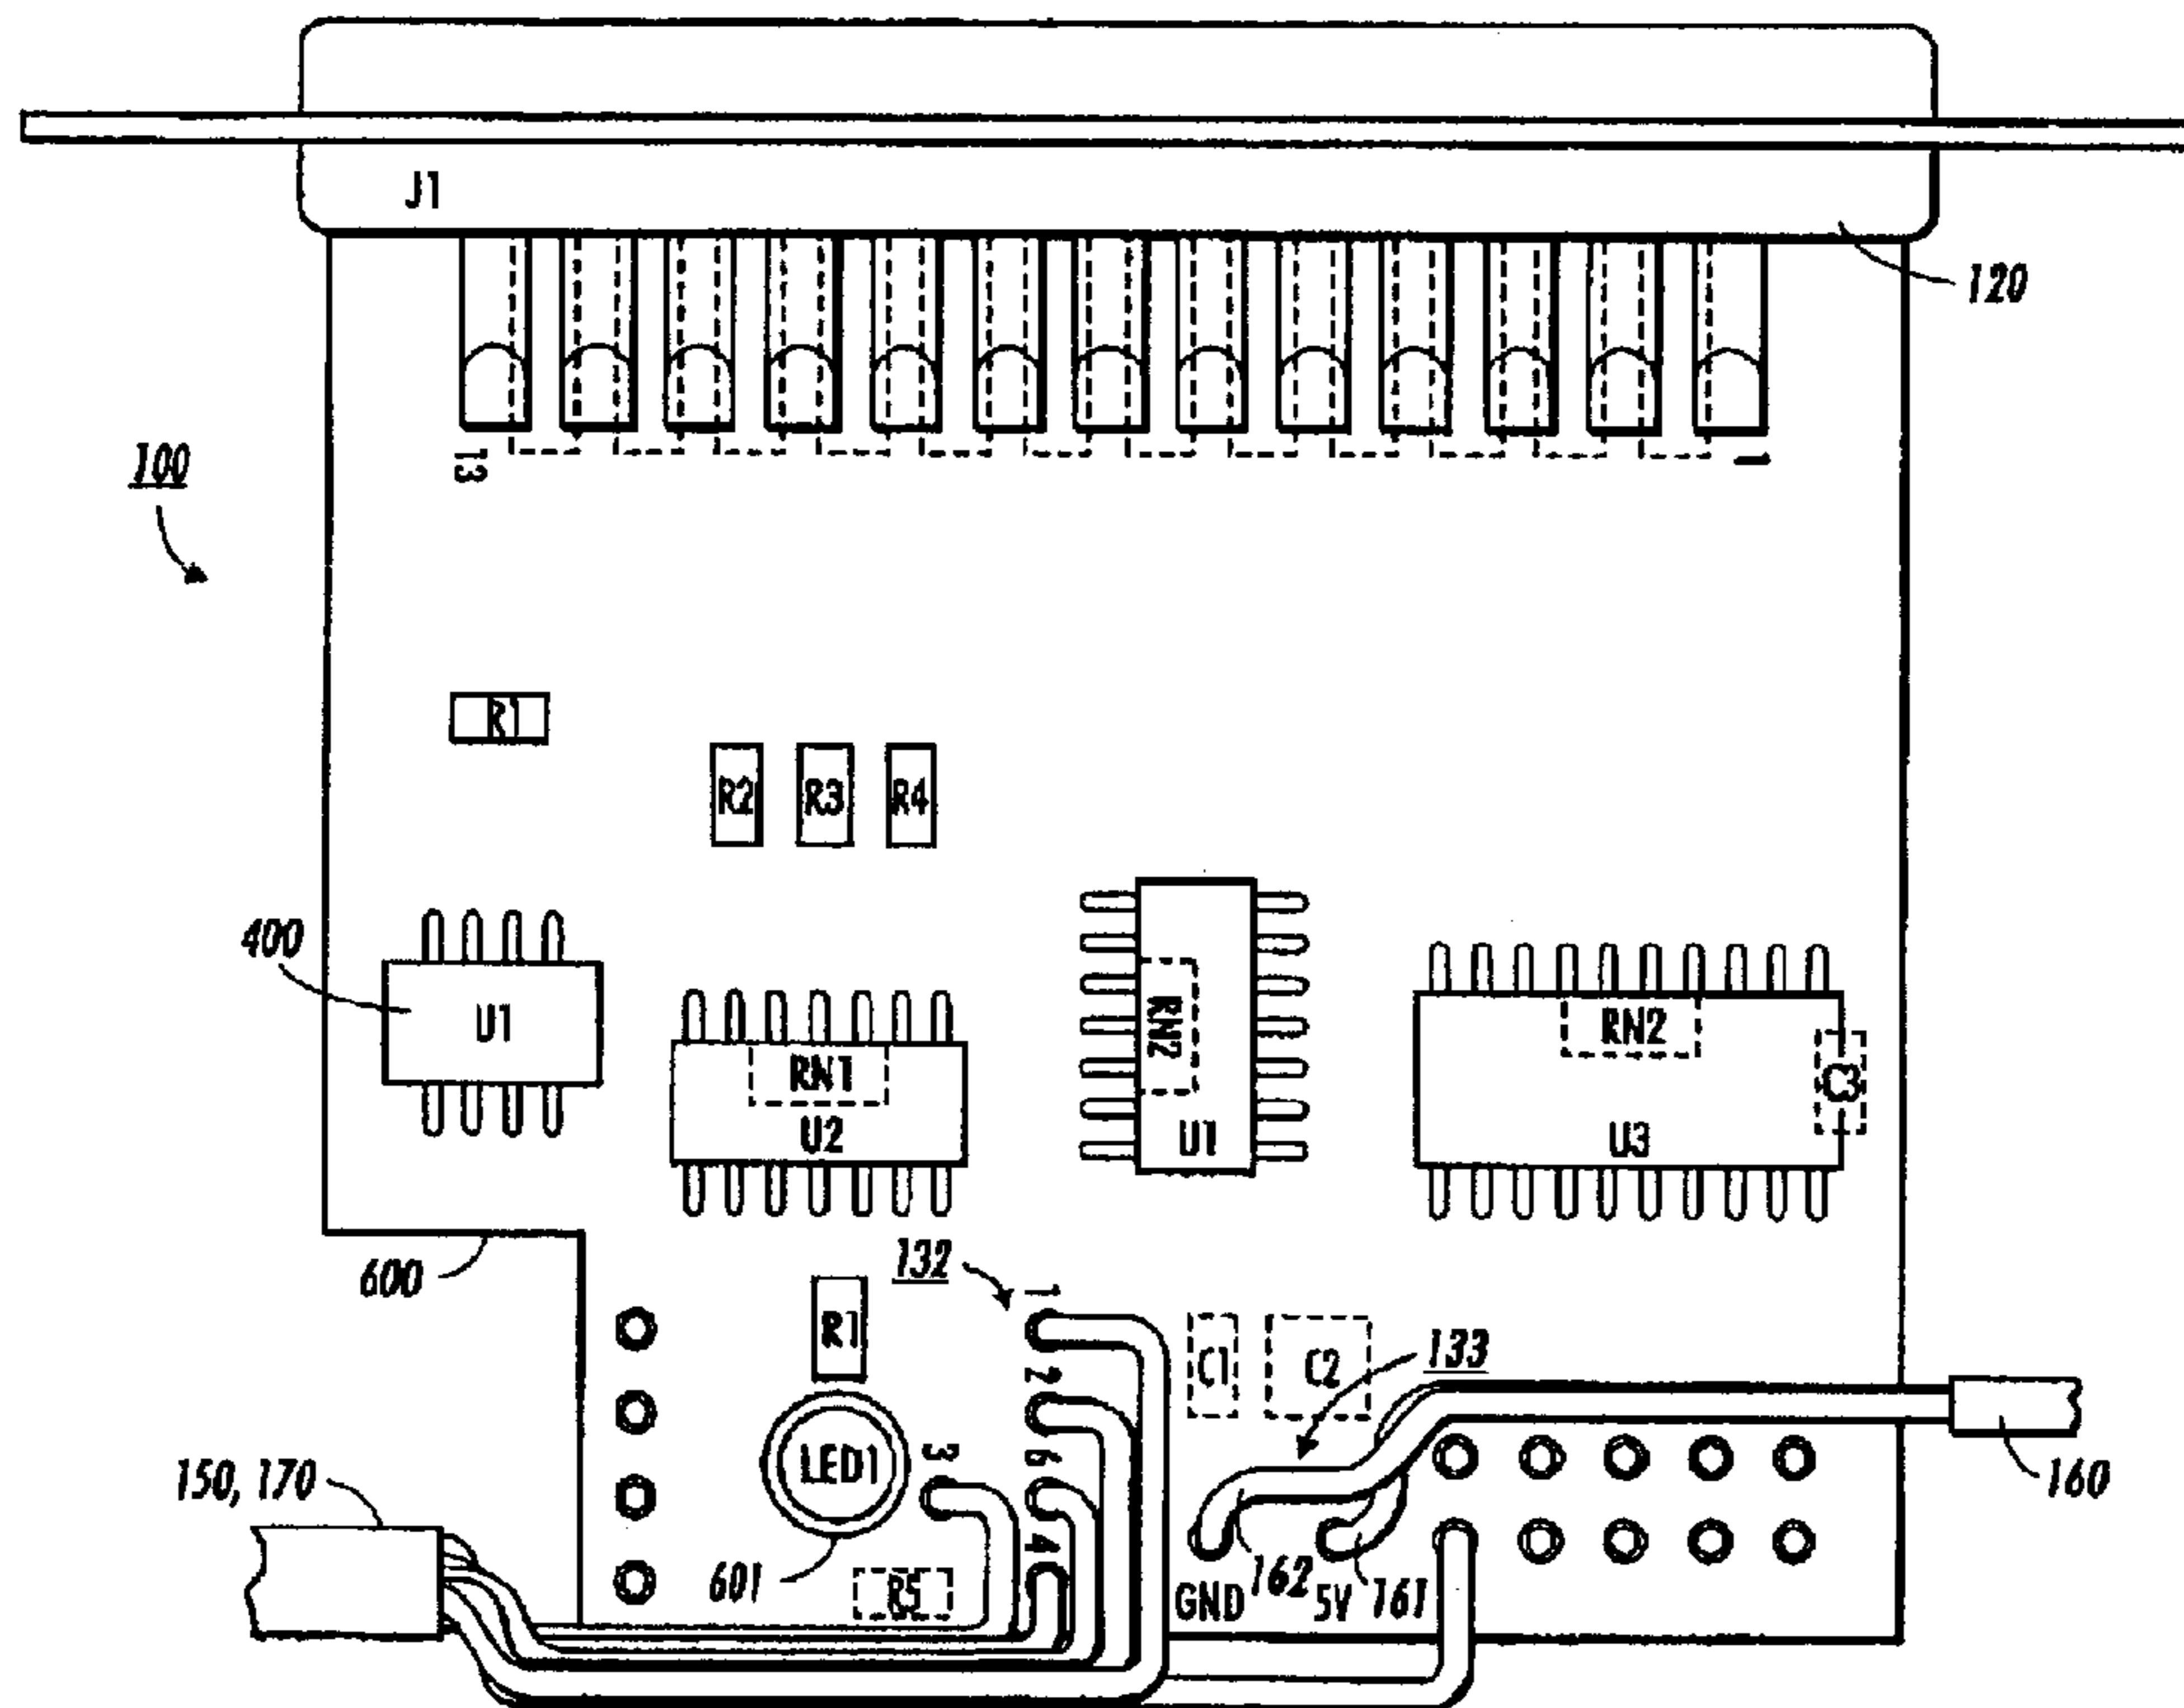 J1
120
13
1
100
R1
R2 R3 R4
400
U1
RN1
U2
RN2
U1
RN2
C3
U3
600
132
R1
1
2
3
6
4
C1 C2
133
LED1
150, 170
601
R5
160
GND
162
5V
161